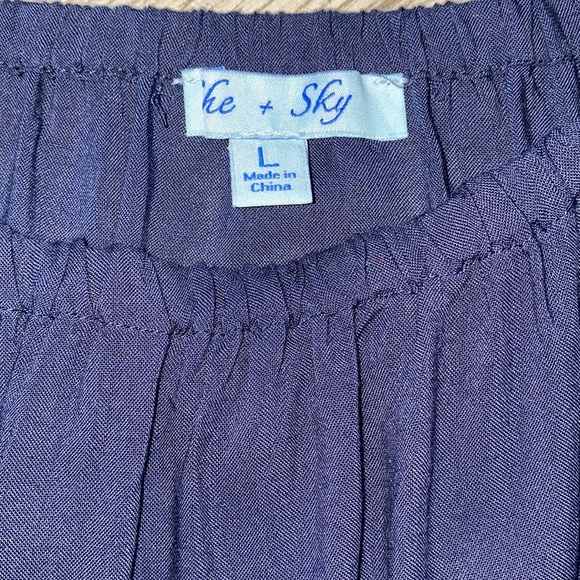 he + Sky
L
Made in
China